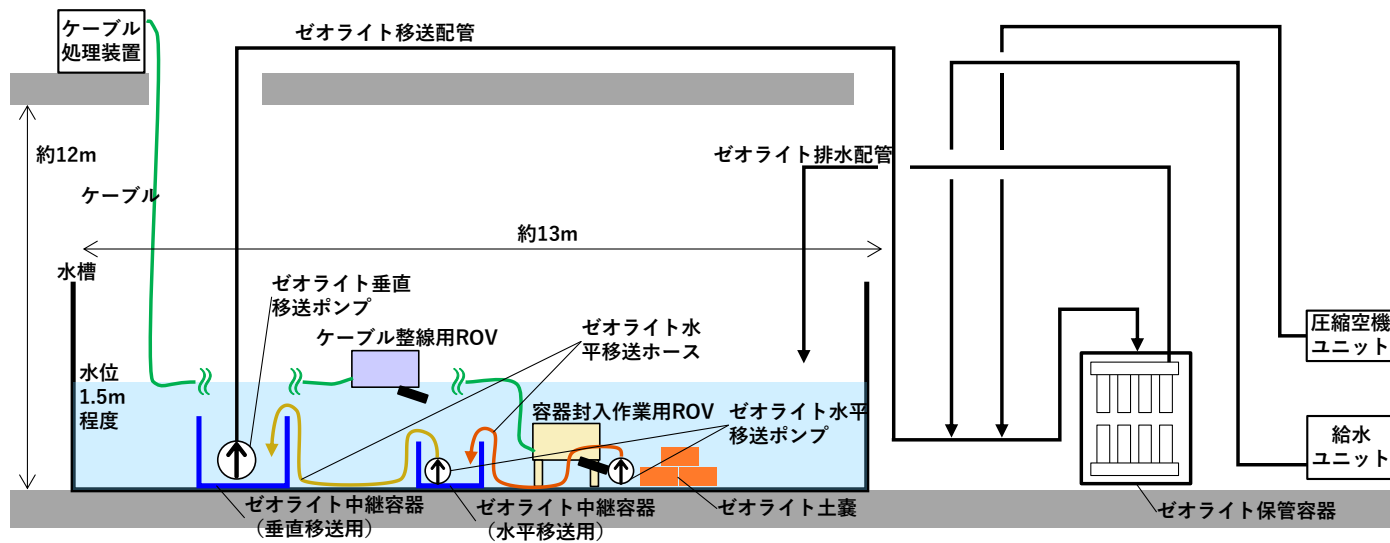 ケーブル
処理装置
ゼオライト移送配管
約12m
ケーブル
ゼオライト排水配管
約13m
水槽
ゼオライト垂直
移送ポンプ
ケーブル整線用ROV
ゼオライト水
平移送ホース
圧縮空機
ユニット
水位
1.5m
程度
容器封入作業用ROV
ゼオライト水平
移送ポンプ
給水
ユニット
ゼオライト中継容器
（垂直移送用）
ゼオライト中継容器
（水平移送用）
ゼオライト土嚢
ゼオライト保管容器